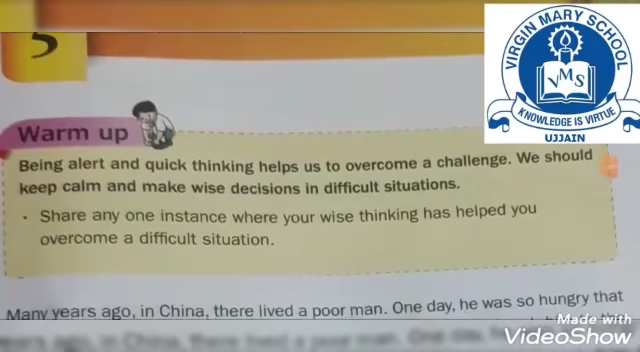 5
VIRGIN MARY SCHOOL
VMS
KNOWLEDGE IS VIRTUE
UJJAIN
Warm up
Being alert and quick thinking helps us to overcome a challenge. We should
keep calm and make wise decisions in difficult situations.
· Share any one instance where your wise thinking has helped you
overcome a difficult situation.
Many years ago, in China, there lived a poor man. One day, he was so hungry that
Made with
VideoShow